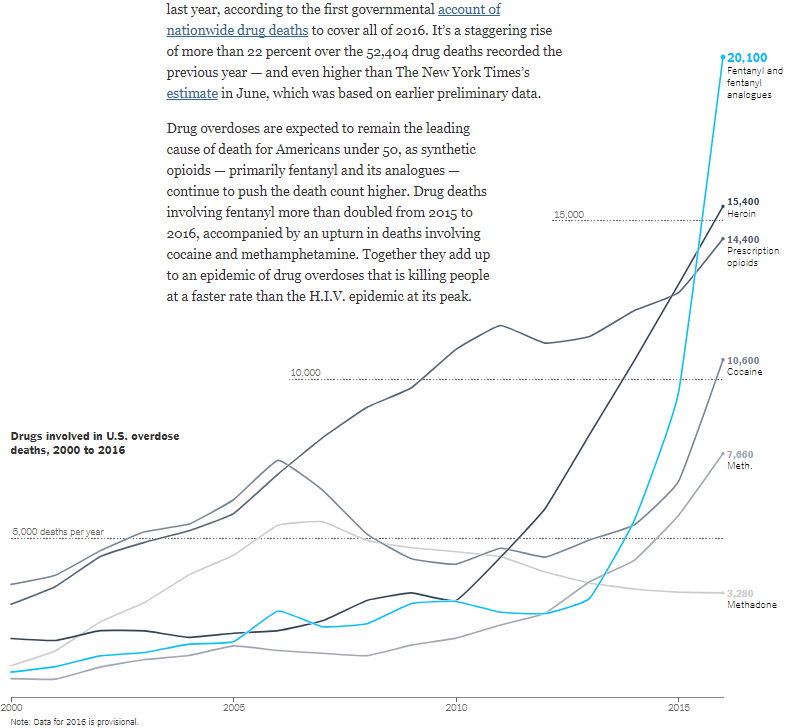 last year, according to the first governmental account of
nationwide drug deaths to cover all of 2016. It’s a staggering rise
of more than 22 percent over the 52,404 drug deaths recorded the
previous year — and even higher than The New York Times’s
estimate in June, which was based on earlier preliminary data.
Drug overdoses are expected to remain the leading
cause of death for Americans under 50, as synthetic
opioids — primarily fentanyl and its analogues —
continue to push the death count higher. Drug deaths
involving fentanyl more than doubled from 2015 to
2016, accompanied by an upturn in deaths involving
cocaine and methamphetamine. Together they add up
to an epidemic of drug overdoses that is killing people
at a faster rate than the H.I.V. epidemic at its peak.
20,100
Fentanyl and
fentanyl
analogues
15,400
Heroin
15,000
14,400
Prescription
opioids
10,600
Cocaine
10,000
Drugs involved in U.S. overdose
deaths, 2000 to 2016
7,660
Meth.
5,000 deaths per year
3,280
Methadone
2000
2005
2010
2015
Note: Data for 2016 is provisional.